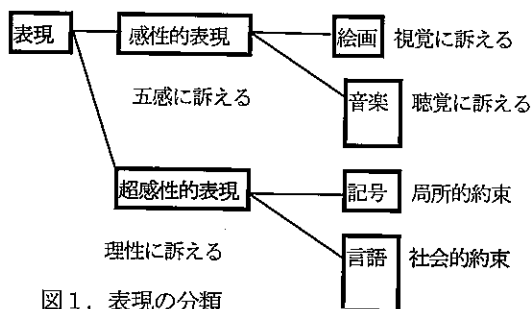 表現
感性的表現
絵画 視覚に訴える
五感に訴える
音楽 聴覚に訴える
超感性的表現
記号 局所的約束
理性に訴える
言語 社会的約束
図1．表現の分類